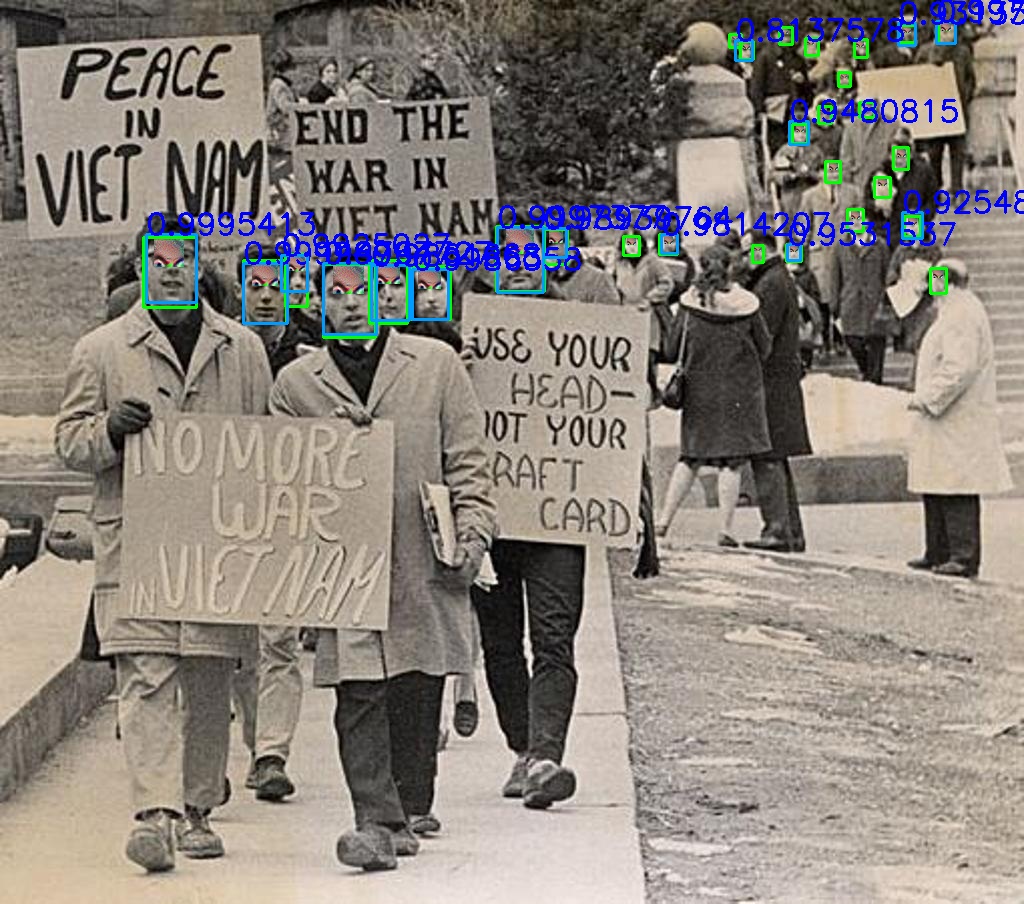 PEACE
IN
VIET NAM
END THE
WAR IN
VIET NAM
USE YOUR
HEAD—
NOT YOUR
DRAFT
CARD
NO MORE
WAR
IN VIET NAM
0.8137578
0.9480815
0.92548
0.9531537
0.9814207
0.9995413